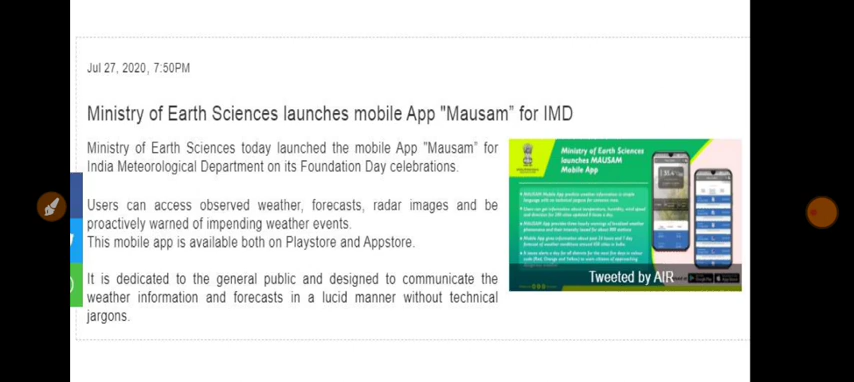 Jul 27, 2020, 7:50PM
Ministry of Earth Sciences launches mobile App "Mausam" for IMD
Ministry of Earth Sciences today launched the mobile App "Mausam" for
India Meteorological Department on its Foundation Day celebrations.
Users can access observed weather, forecasts, radar images and be
proactively warned of impending weather events.
This mobile app is available both on Playstore and Appstore.
It is dedicated to the general public and designed to communicate the
weather information and forecasts in a lucid manner without technical
jargons.
Ministry of Earth Sciences
launches MAUSAM
Mobile App
Tweeted by AIR